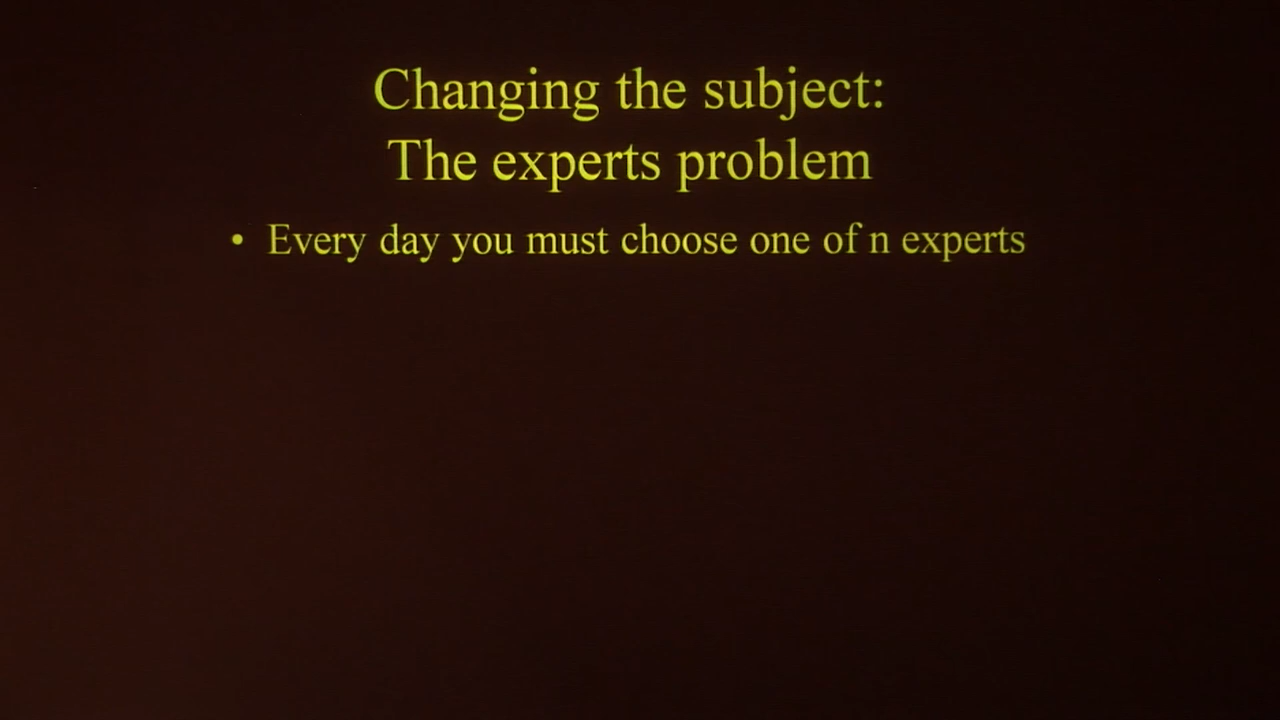 Changing the subject:
The experts problem
• Every day you must choose one of n experts